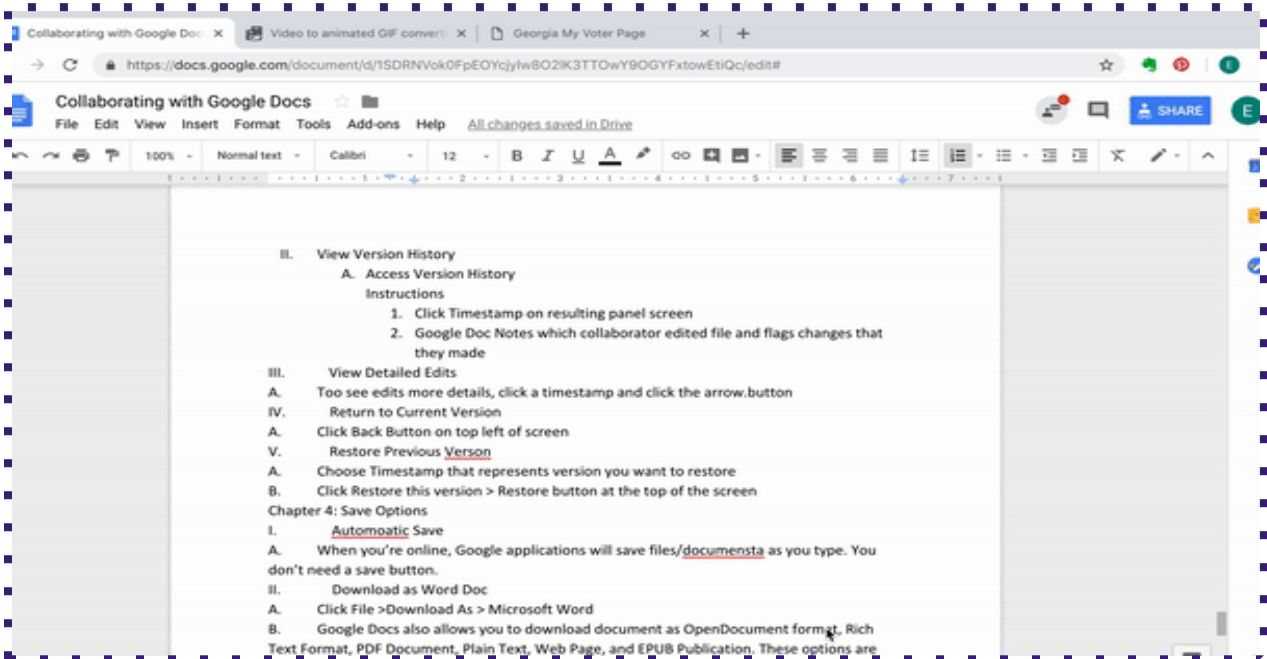 Collaborating with Google Doc
Video to animated GIF convert
Georgia My Voter Page
https://docs.google.com/document/d/1SDRNVok0FpEOYcjylw8O2IK3TTOwY9OGYFxtowEtiQc/edit#
Collaborating with Google Docs
File Edit View Insert Format Tools Add-ons Help All changes saved in Drive
SHARE
E
100% Normal text Calibri 12 B I U A
1 1 2 3 4 5 6 7
II. View Version History
A. Access Version History
Instructions
1. Click Timestamp on resulting panel screen
2. Google Doc Notes which collaborator edited file and flags changes that
they made
III. View Detailed Edits
A. Too see edits more details, click a timestamp and click the arrow.button
IV. Return to Current Version
A. Click Back Button on top left of screen
V. Restore Previous Verson
A. Choose Timestamp that represents version you want to restore
B. Click Restore this version > Restore button at the top of the screen
Chapter 4: Save Options
I. Automoatic Save
A. When you're online, Google applications will save files/documensta as you type. You
don't need a save button.
II. Download as Word Doc
A. Click File >Download As > Microsoft Word
B. Google Docs also allows you to download document as OpenDocument format, Rich
Text Format, PDF Document, Plain Text, Web Page, and EPUB Publication. These options are